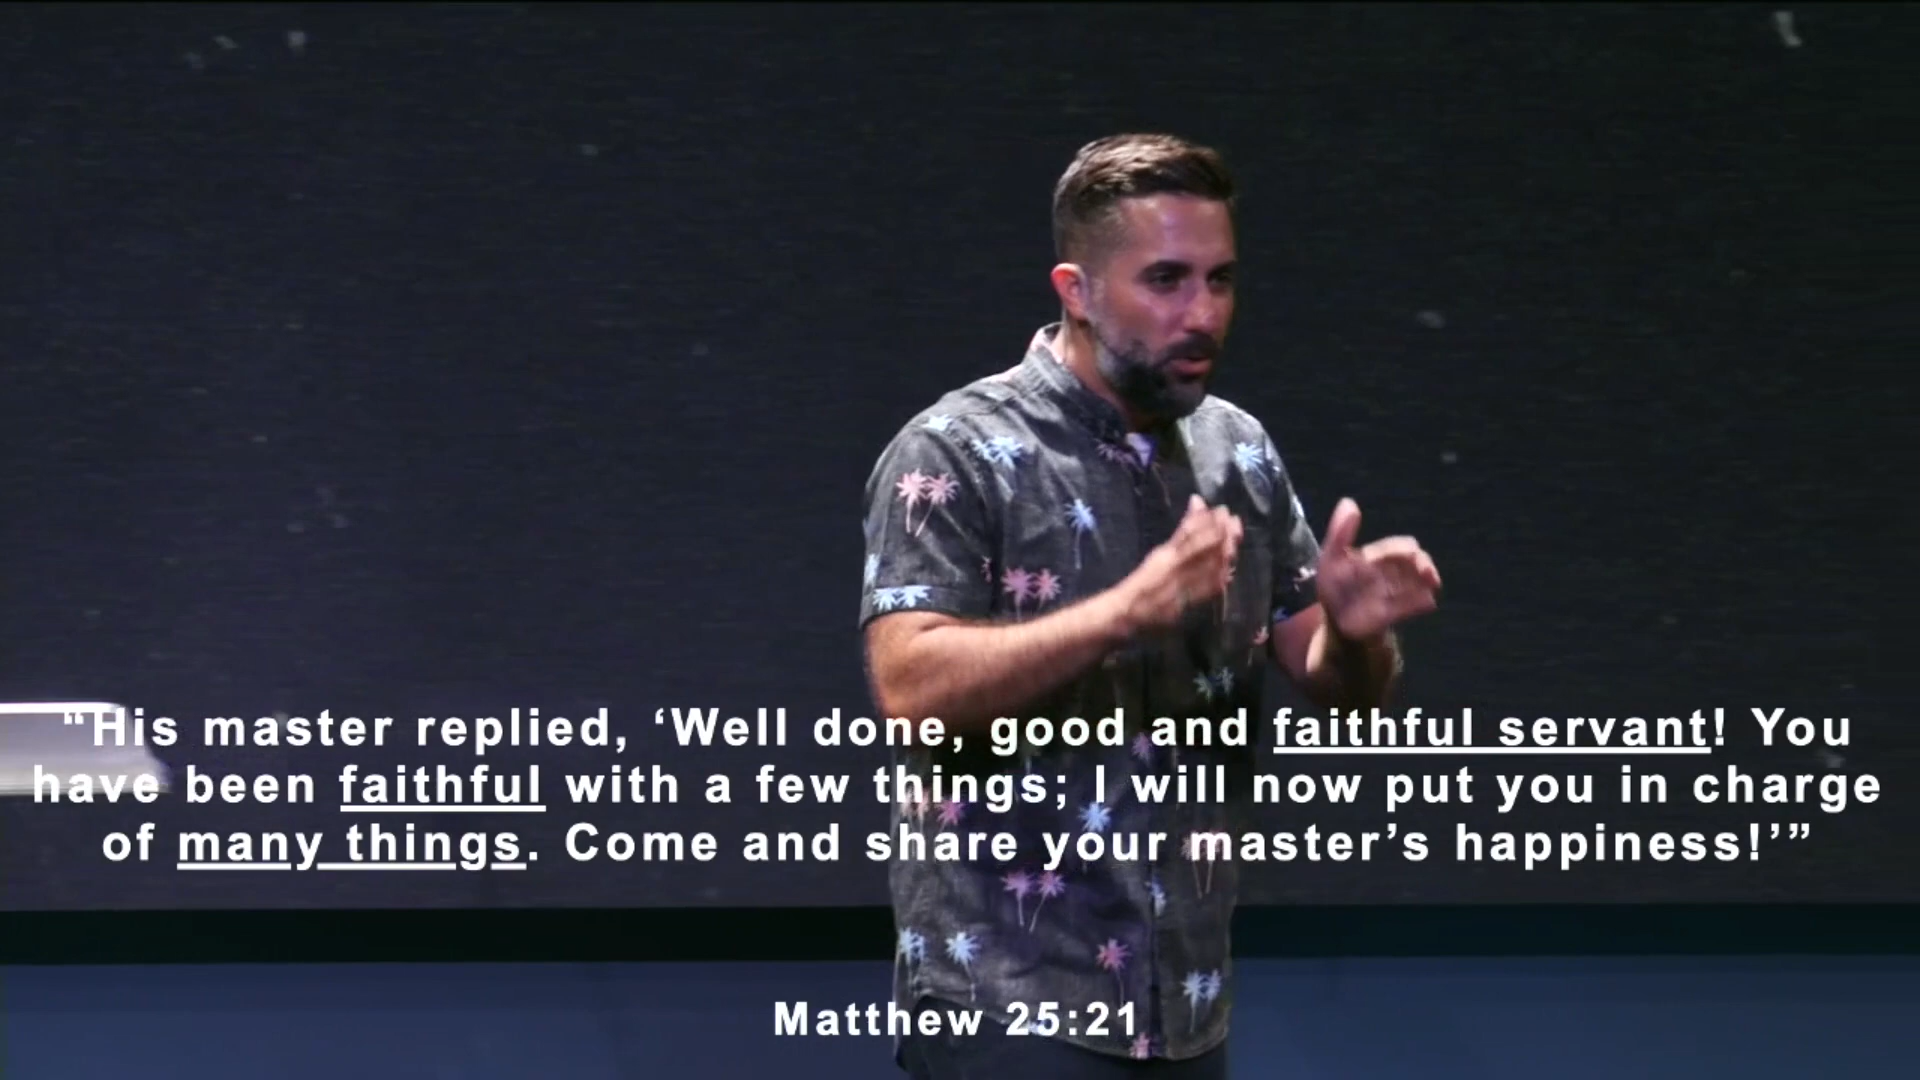 “His master replied, ‘Well done, good and faithful servant! You
have been faithful with a few things; I will now put you in charge
of many things. Come and share your master’s happiness!’”
Matthew 25:21